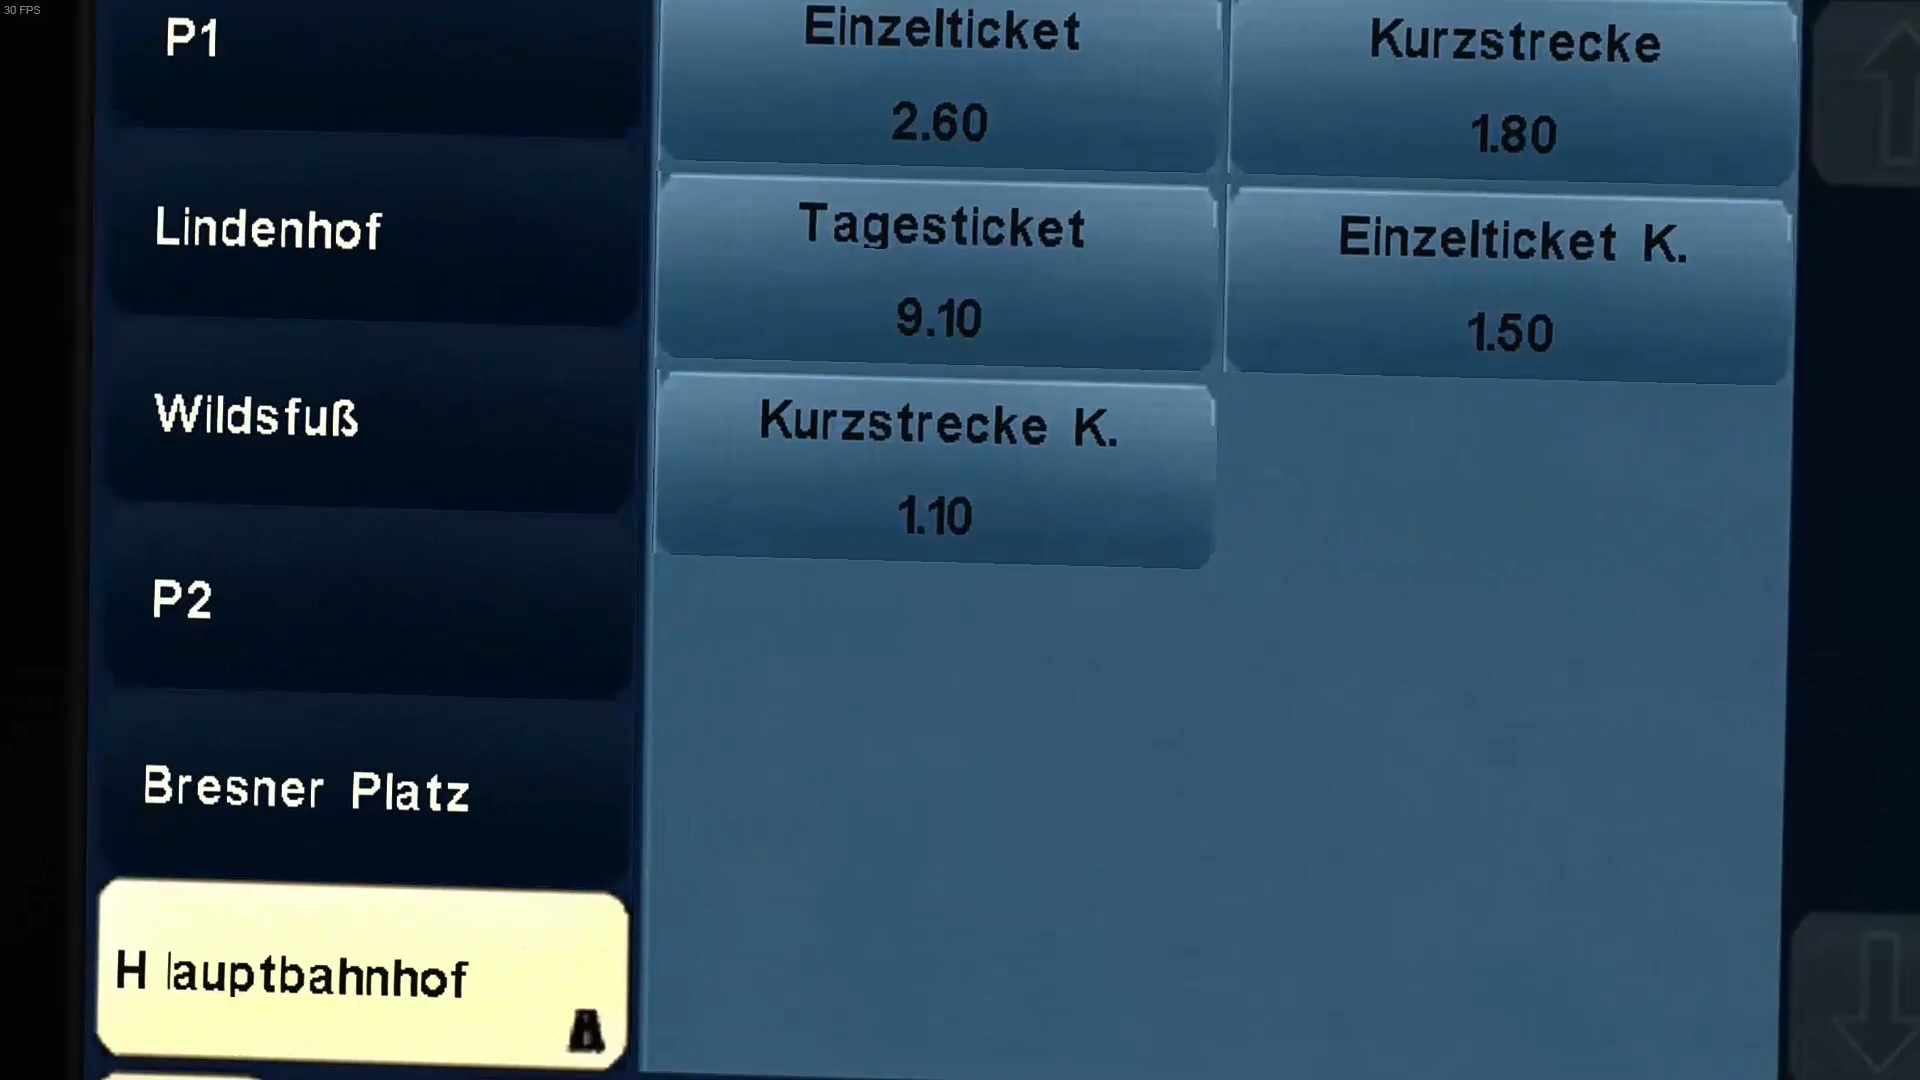 30 FPS
P1
Einzelticket
2.60
Kurzstrecke
1.80
Lindenhof
Tagesticket
9.10
Einzelticket K.
1.50
Wildsfuß
Kurzstrecke K.
1.10
P2
Bresner Platz
H lauptbahnhof